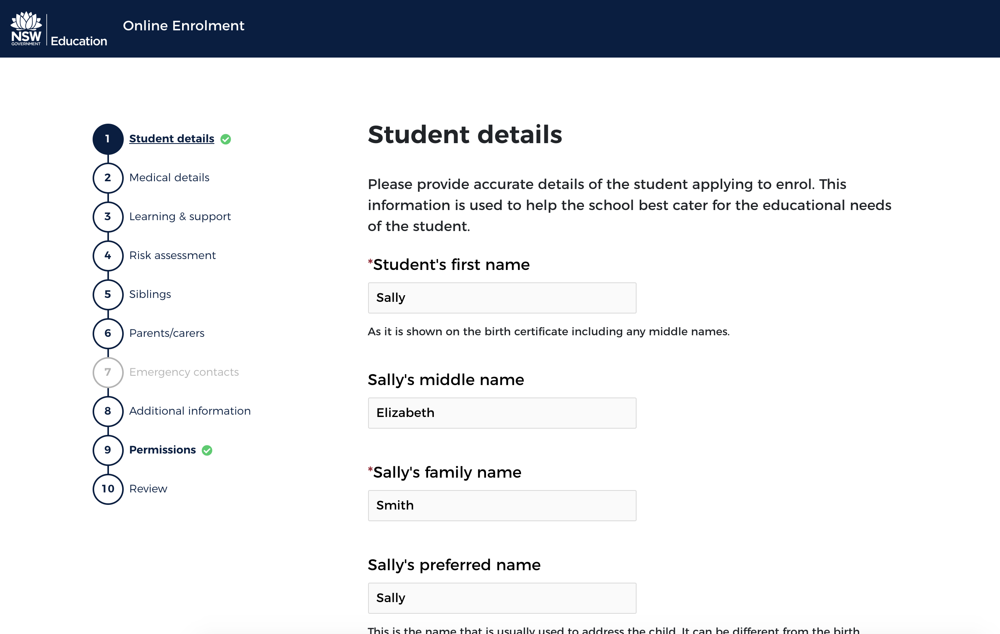 NSW
GOVERNMENT
Education
Online Enrolment
1 Student details
2 Medical details
3 Learning & support
4 Risk assessment
5 Siblings
6 Parents/carers
7 Emergency contacts
8 Additional information
9 Permissions
10 Review
Student details
Please provide accurate details of the student applying to enrol. This
information is used to help the school best cater for the educational needs
of the student.
*Student's first name
Sally
As it is shown on the birth certificate including any middle names.
Sally's middle name
Elizabeth
*Sally's family name
Smith
Sally's preferred name
Sally
This is the name that is usually used to address the child. It can be different from the birth